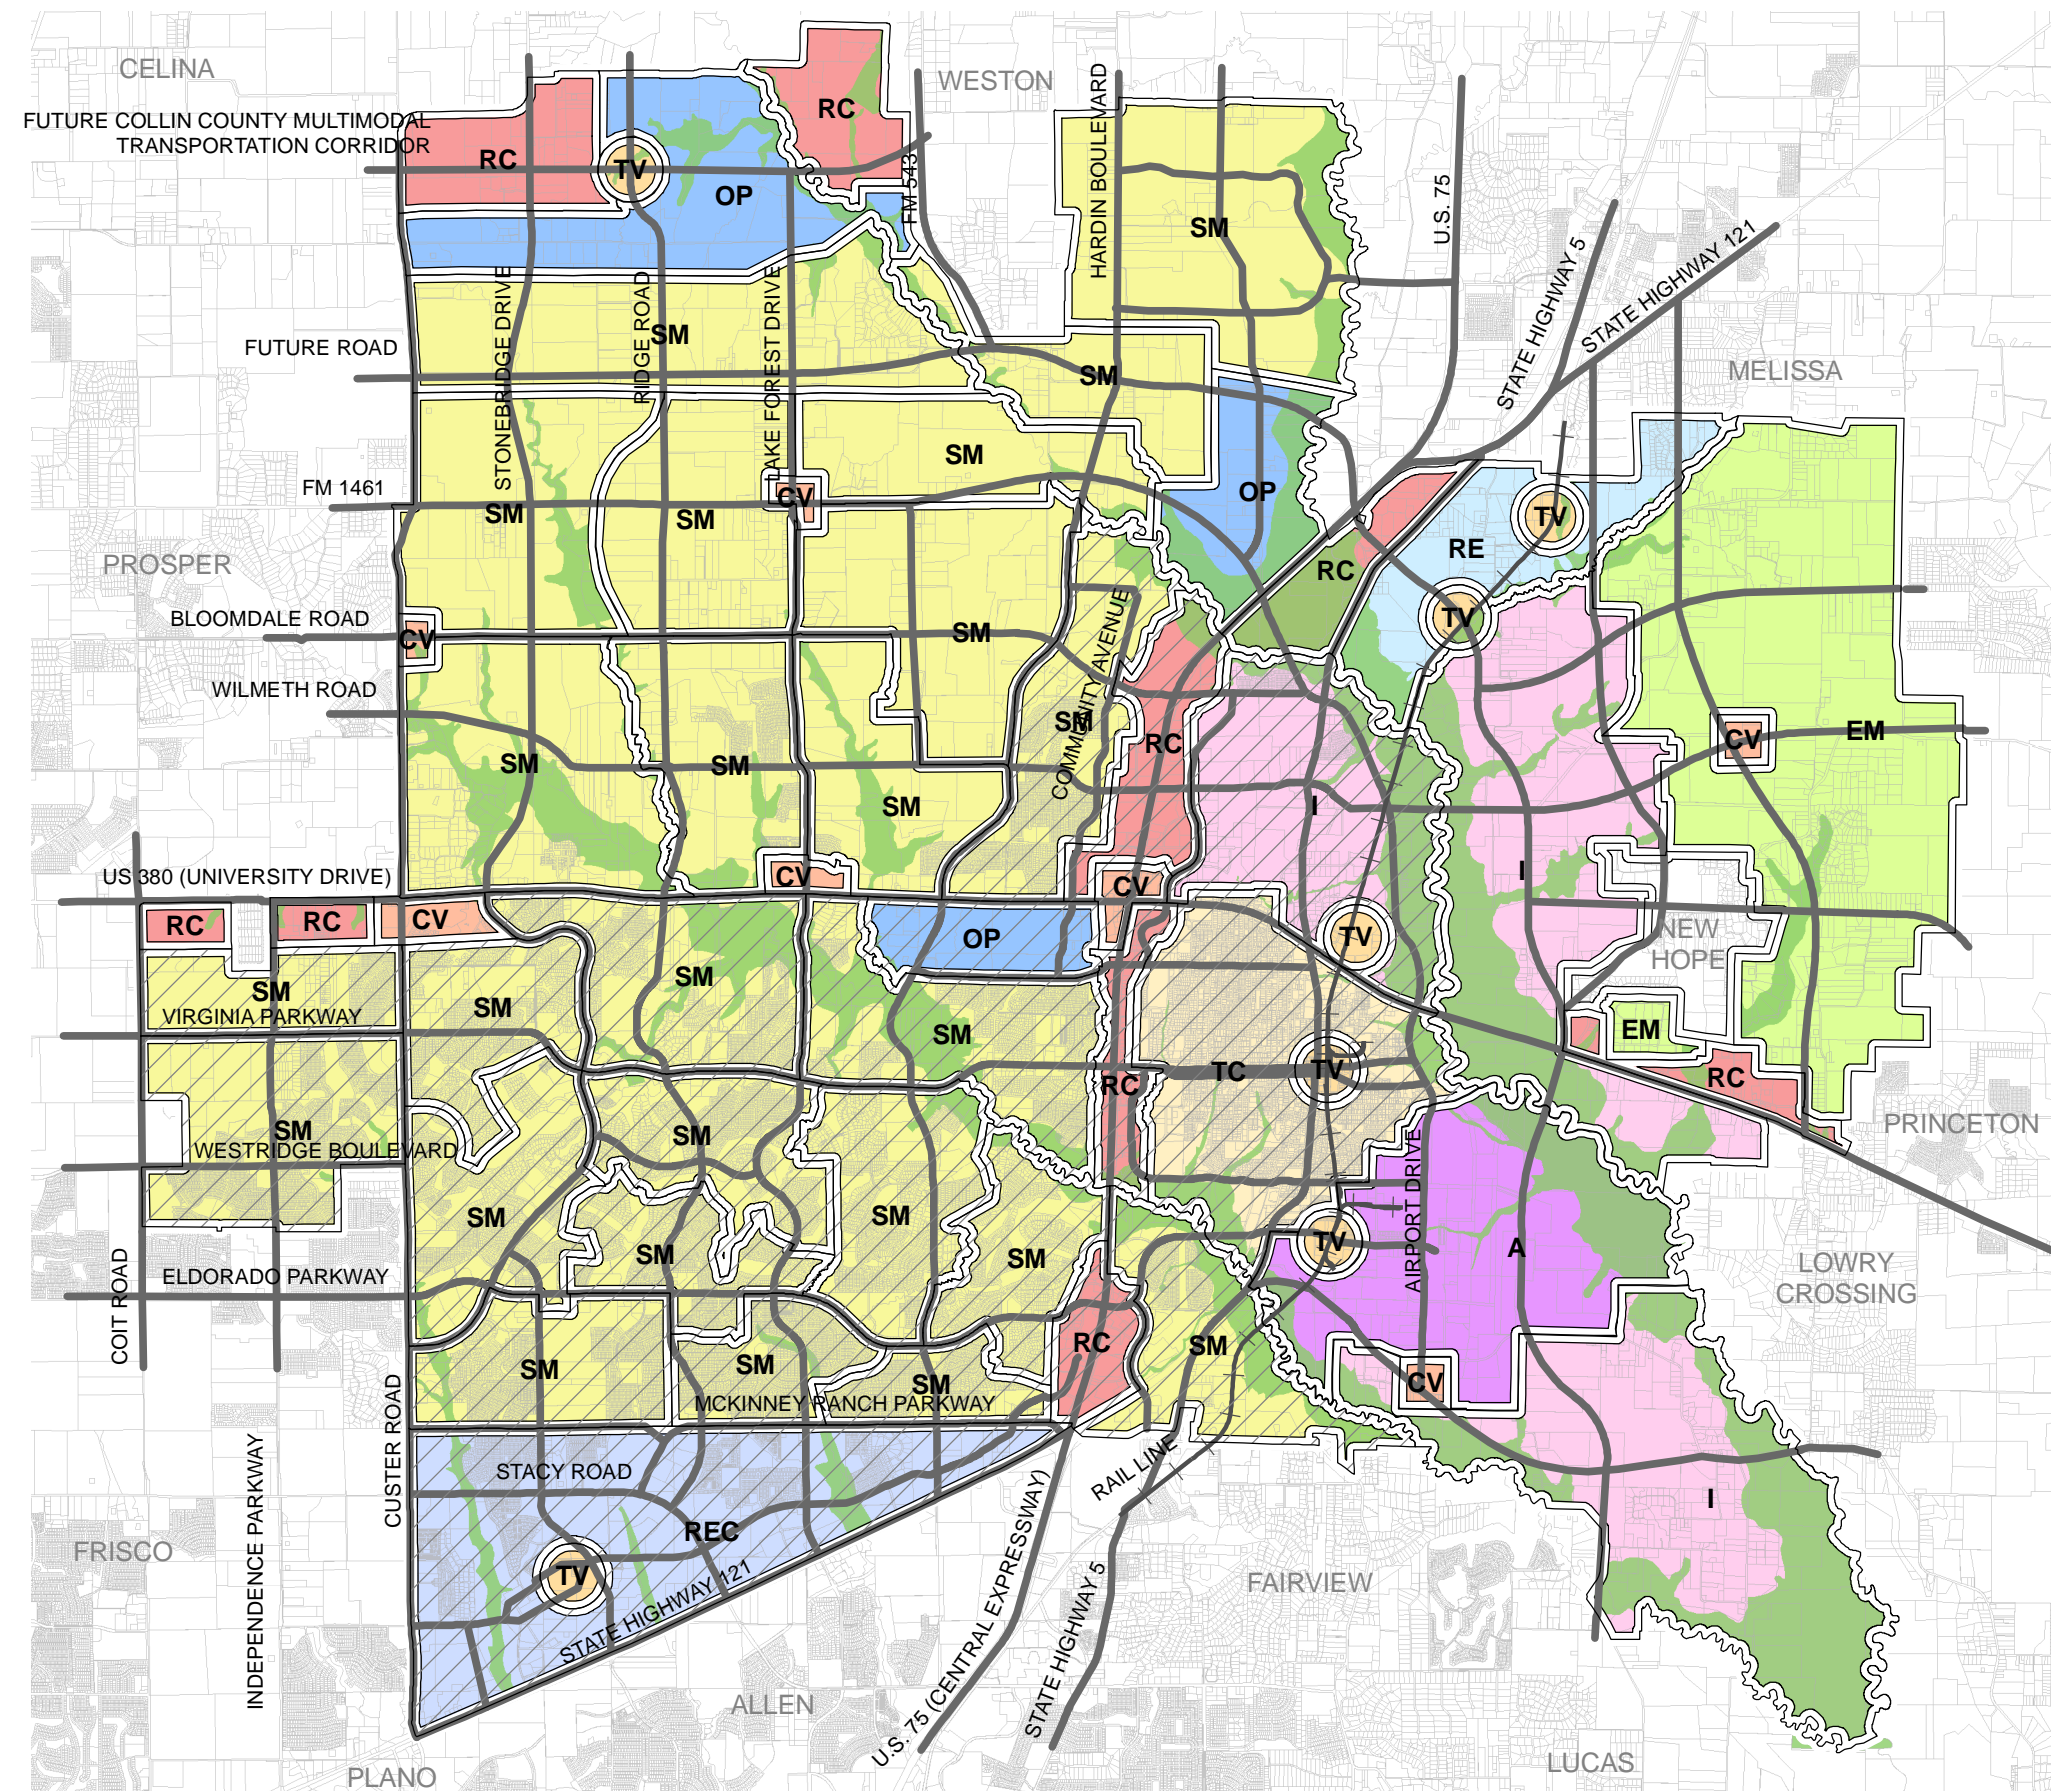 CELINA
WESTON
HARDIN BOULEVARD
RC
FUTURE COLLIN COUNTY MULTIMODAL
TRANSPORTATION CORRIDOR
RC
TV
OP
FM 543
U.S. 75
SM
STATE HIGHWAY 5
STATE HIGHWAY 121
STONEBRIDGE DRIVE
RIDGE ROAD
LAKE FOREST DRIVE
SM
FUTURE ROAD
SM
MELISSA
SM
FM 1461
CV
OP
SM
SM
TV
RE
PROSPER
RC
BLOOMDALE ROAD
CV
SM
TV
COMMUNITY AVENUE
WILMETH ROAD
SM
RC
CV
EM
SM
SM
SM
I
US 380 (UNIVERSITY DRIVE)
CV
CV
I
RC
RC
CV
OP
TV
NEW
HOPE
SM
SM
SM
VIRGINIA PARKWAY
SM
EM
RC
TC
TV
RC
SM
SM
WESTRIDGE BOULEVARD
PRINCETON
AIRPORT DRIVE
SM
SM
SM
SM
TV
A
COIT ROAD
ELDORADO PARKWAY
LOWRY
CROSSING
RC
SM
SM
SM
SM
CV
CUSTER ROAD
MCKINNEY RANCH PARKWAY
INDEPENDENCE PARKWAY
STACY ROAD
RAIL LINE
I
REC
FRISCO
TV
STATE HIGHWAY 121
U.S. 75 (CENTRAL EXPRESSWAY)
STATE HIGHWAY 5
FAIRVIEW
ALLEN
PLANO
LUCAS